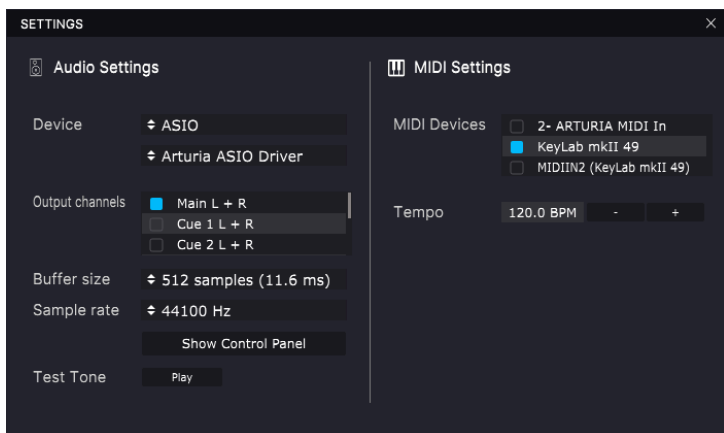 SETTINGS
Audio Settings
Device
ASIO
Arturia ASIO Driver
Output channels
Main L + R
Cue 1 L + R
Cue 2 L + R
Buffer size
512 samples (11.6 ms)
Sample rate
44100 Hz
Show Control Panel
Test Tone
Play
MIDI Settings
MIDI Devices
2- ARTURIA MIDI In
KeyLab mkII 49
MIDIIN2 (KeyLab mkII 49)
Tempo
120.0 BPM - +